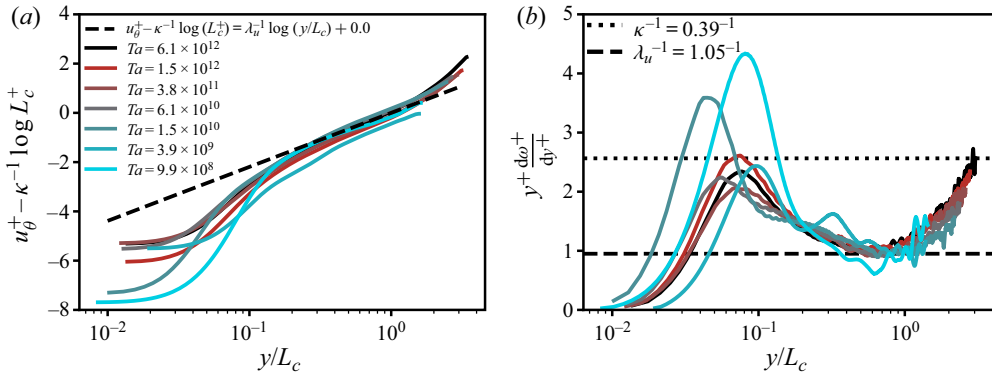 (a)
u_θ^+ − κ^{-1} log L_c^+
4
2
0
−2
−4
−6
−8
u_θ^+ − κ^{-1} log (L_c^+) = λ_u^{-1} log (y/L_c) + 0.0
Ta = 6.1 × 10^{12}
Ta = 1.5 × 10^{12}
Ta = 3.8 × 10^{11}
Ta = 6.1 × 10^{10}
Ta = 1.5 × 10^{10}
Ta = 3.9 × 10^9
Ta = 9.9 × 10^8
10^{−2}
10^{−1}
10^0
y/L_c
(b)
y^+ dω^+/dy^+
5
4
3
2
1
0
κ^{-1} = 0.39^{-1}
λ_u^{-1} = 1.05^{-1}
10^{−2}
10^{−1}
10^0
y/L_c